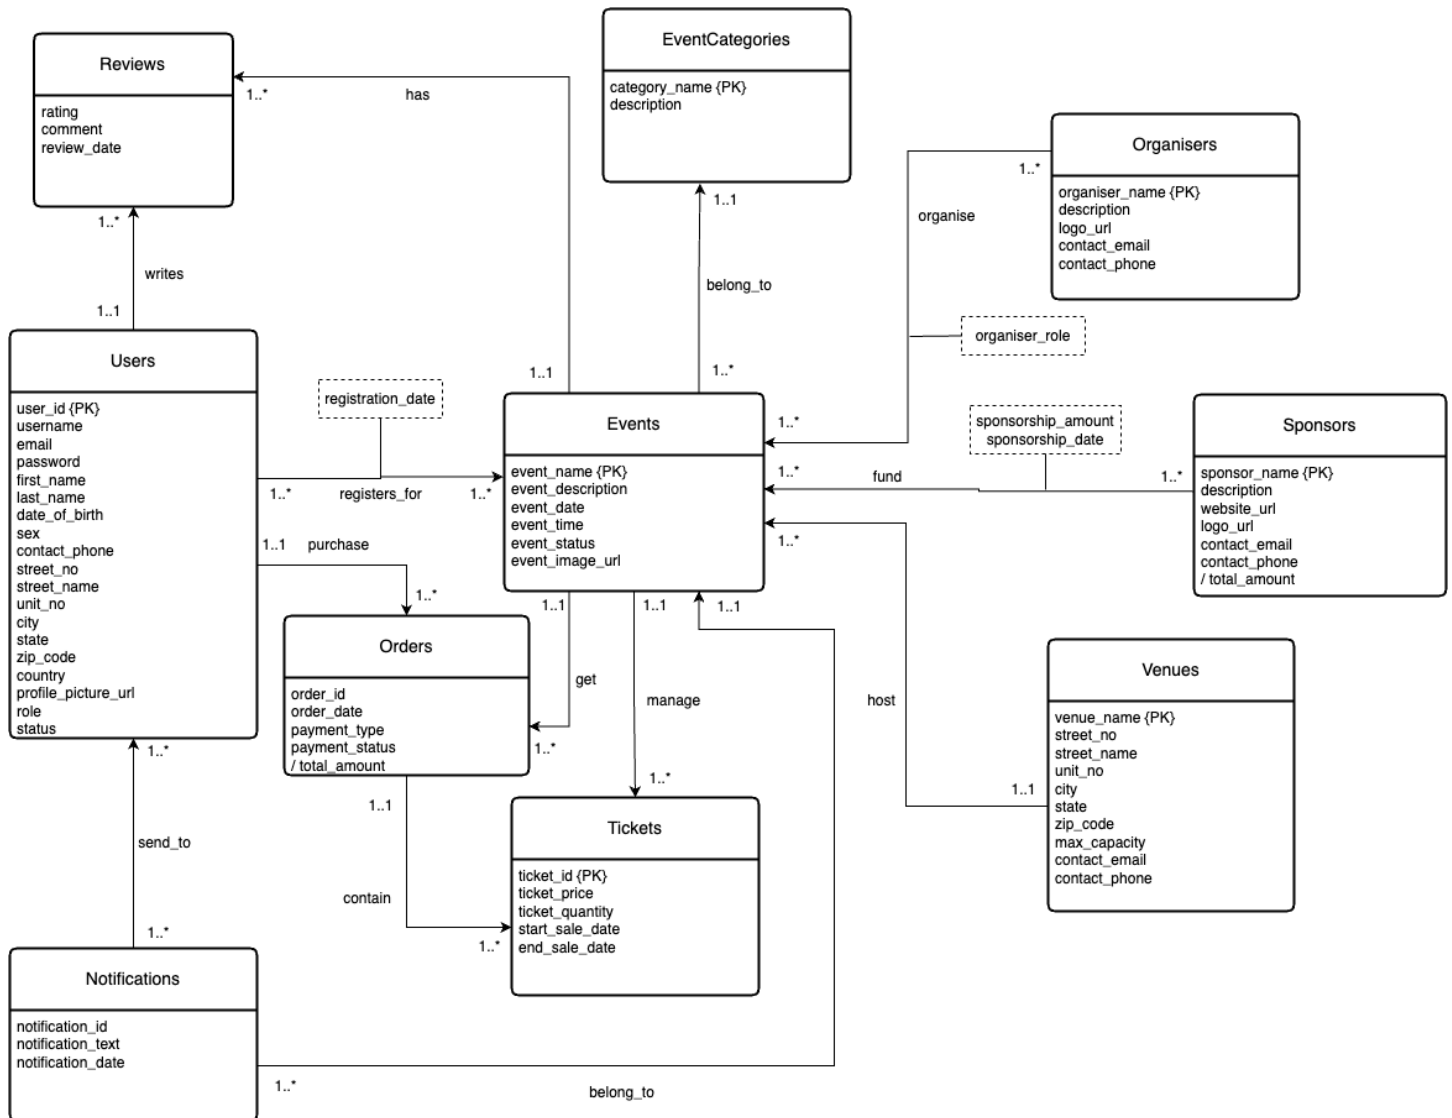 EventCategories
category_name {PK}
description
Reviews
rating
comment
review_date
1..*
has
Organisers
organiser_name {PK}
description
logo_url
contact_email
contact_phone
1..*
organise
organiser_role
1..1
belong_to
1..*
1..*
writes
1..1
1..1
Users
user_id {PK}
username
email
password
first_name
last_name
date_of_birth
sex
contact_phone
street_no
street_name
unit_no
city
state
zip_code
country
profile_picture_url
role
status
registration_date
1..*
registers_for
1..*
Events
event_name {PK}
event_description
event_date
event_time
event_status
event_image_url
1..*
1..*
fund
sponsorship_amount
sponsorship_date
1..*
Sponsors
sponsor_name {PK}
description
website_url
logo_url
contact_email
contact_phone
/ total_amount
1..*
1..1
purchase
1..*
Orders
order_id
order_date
payment_type
payment_status
/ total_amount
1..1
get
1..*
1..1
manage
1..*
1..1
host
1..1
Venues
venue_name {PK}
street_no
street_name
unit_no
city
state
zip_code
max_capacity
contact_email
contact_phone
1..*
send_to
1..*
1..1
contain
1..*
Tickets
ticket_id {PK}
ticket_price
ticket_quantity
start_sale_date
end_sale_date
Notifications
notification_id
notification_text
notification_date
1..*
belong_to